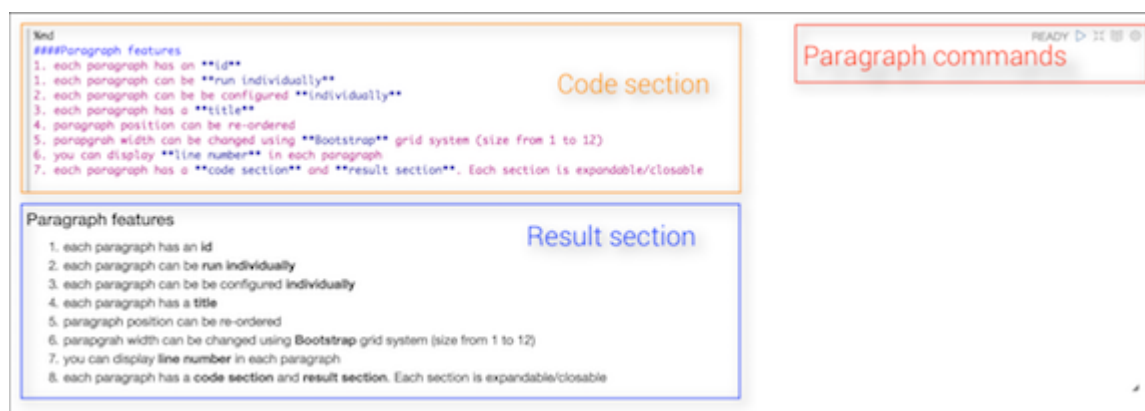 %md
####Paragraph features
1. each paragraph has an **id**
1. each paragraph can be **run individually**
2. each paragraph can be be configured **individually**
3. each paragraph has a **title**
4. paragraph position can be re-ordered
5. parapgrah width can be changed using **Bootstrap** grid system (size from 1 to 12)
6. you can display **line number** in each paragraph
7. each paragraph has a **code section** and **result section**. Each section is expandable/closable
Code section
READY
Paragraph commands
Paragraph features
1. each paragraph has an id
2. each paragraph can be run individually
3. each paragraph can be be configured individually
4. each paragraph has a title
5. paragraph position can be re-ordered
6. parapgrah width can be changed using Bootstrap grid system (size from 1 to 12)
7. you can display line number in each paragraph
8. each paragraph has a code section and result section. Each section is expandable/closable
Result section